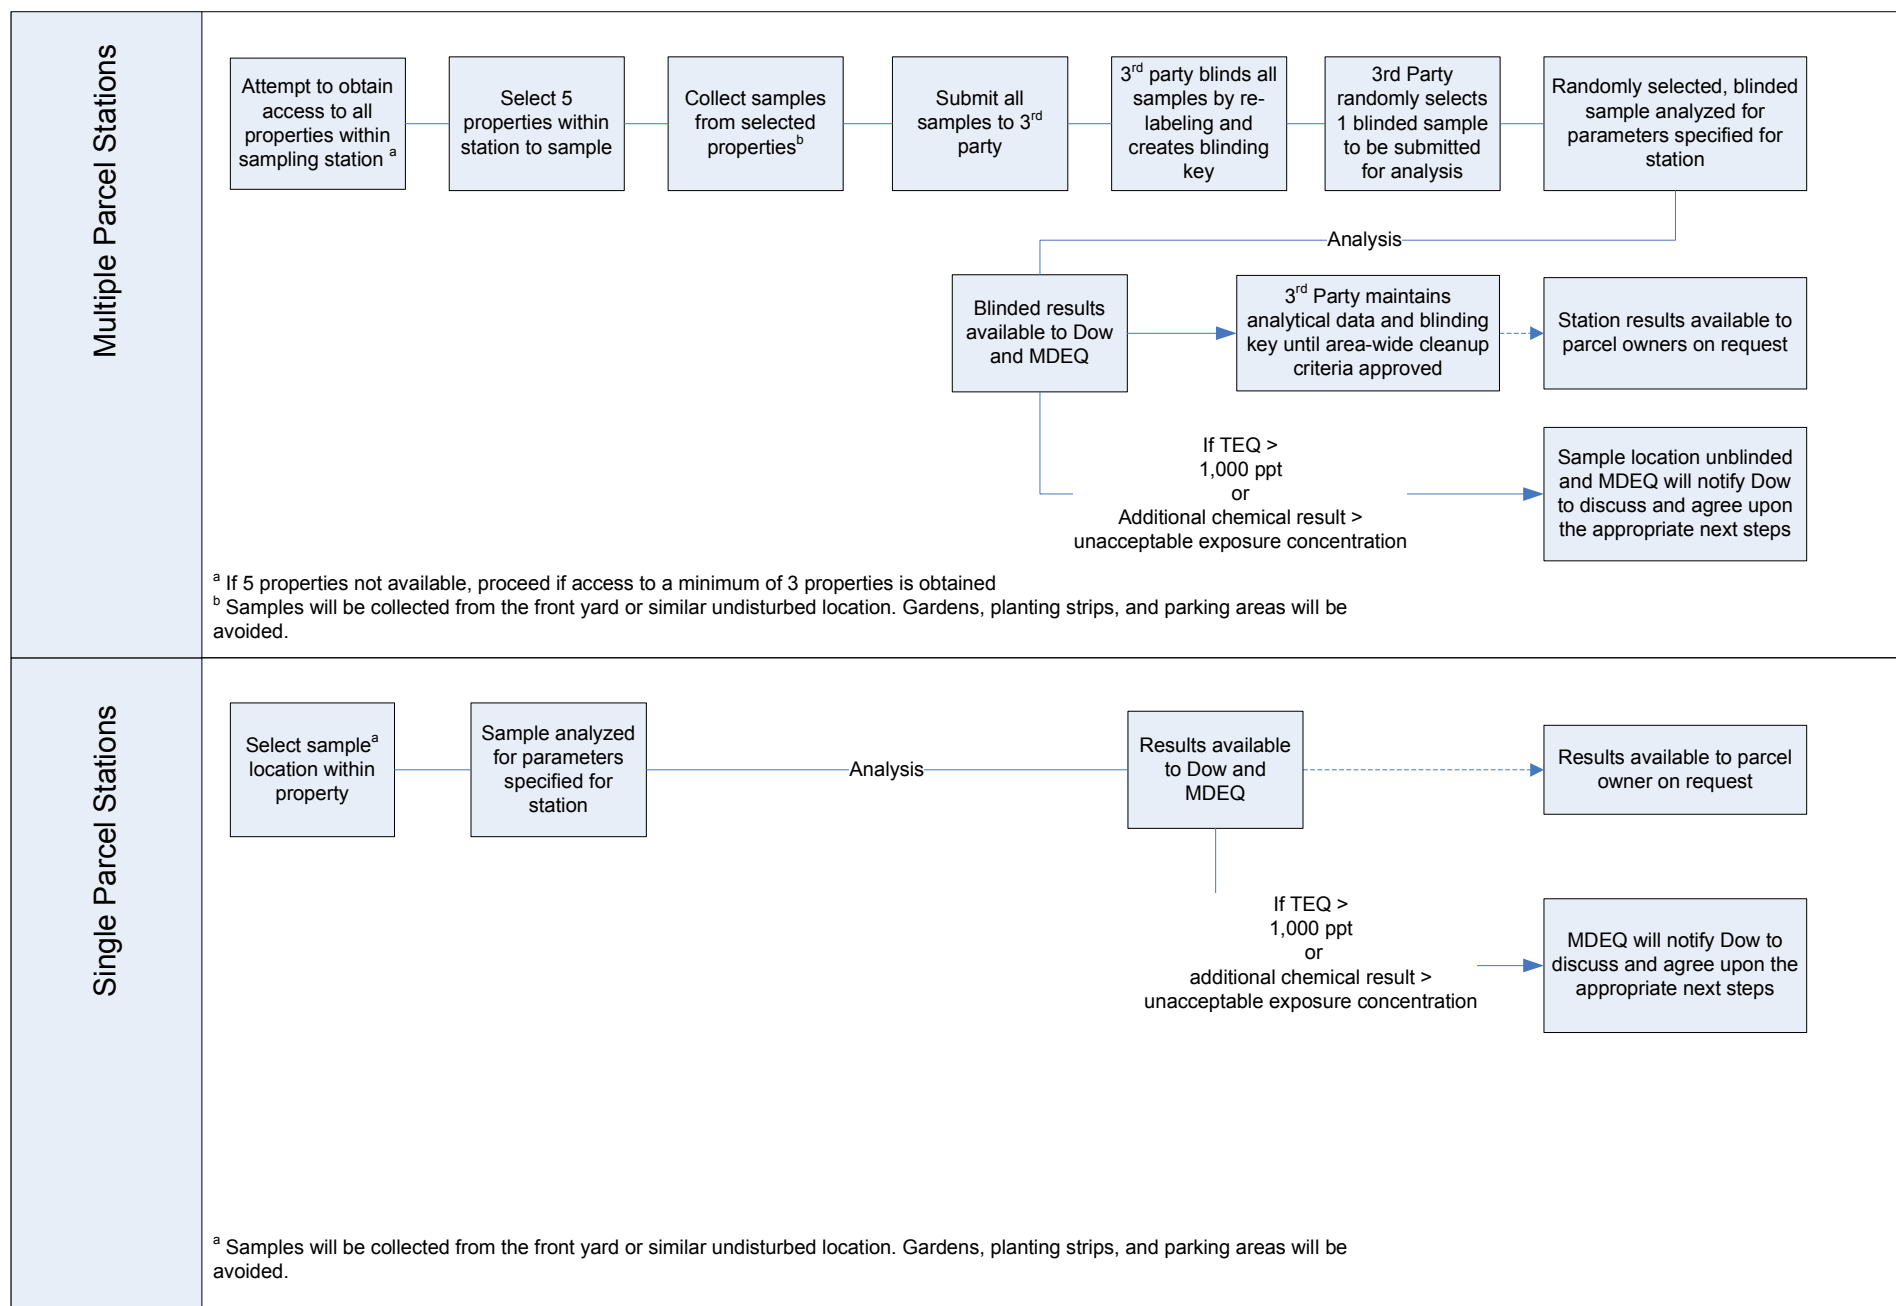 Multiple Parcel Stations
Attempt to obtain
access to all
properties within
sampling station a
Select 5
properties within
station to sample
Collect samples
from selected
propertiesb
Submit all
samples to 3rd
party
3rd party blinds all
samples by re-
labeling and
creates blinding
key
3rd Party
randomly selects
1 blinded sample
to be submitted
for analysis
Randomly selected, blinded
sample analyzed for
parameters specified for
station
Analysis
Blinded results
available to Dow
and MDEQ
3rd Party maintains
analytical data and blinding
key until area-wide cleanup
criteria approved
Station results available to
parcel owners on request
If TEQ >
1,000 ppt
or
Additional chemical result >
unacceptable exposure concentration
Sample location unblinded
and MDEQ will notify Dow
to discuss and agree upon
the appropriate next steps
a If 5 properties not available, proceed if access to a minimum of 3 properties is obtained
b Samples will be collected from the front yard or similar undisturbed location. Gardens, planting strips, and parking areas will be
avoided.
Single Parcel Stations
Select samplea
location within
property
Sample analyzed
for parameters
specified for
station
Analysis
Results available
to Dow and
MDEQ
Results available to parcel
owner on request
If TEQ >
1,000 ppt
or
additional chemical result >
unacceptable exposure concentration
MDEQ will notify Dow to
discuss and agree upon the
appropriate next steps
a Samples will be collected from the front yard or similar undisturbed location. Gardens, planting strips, and parking areas will be
avoided.